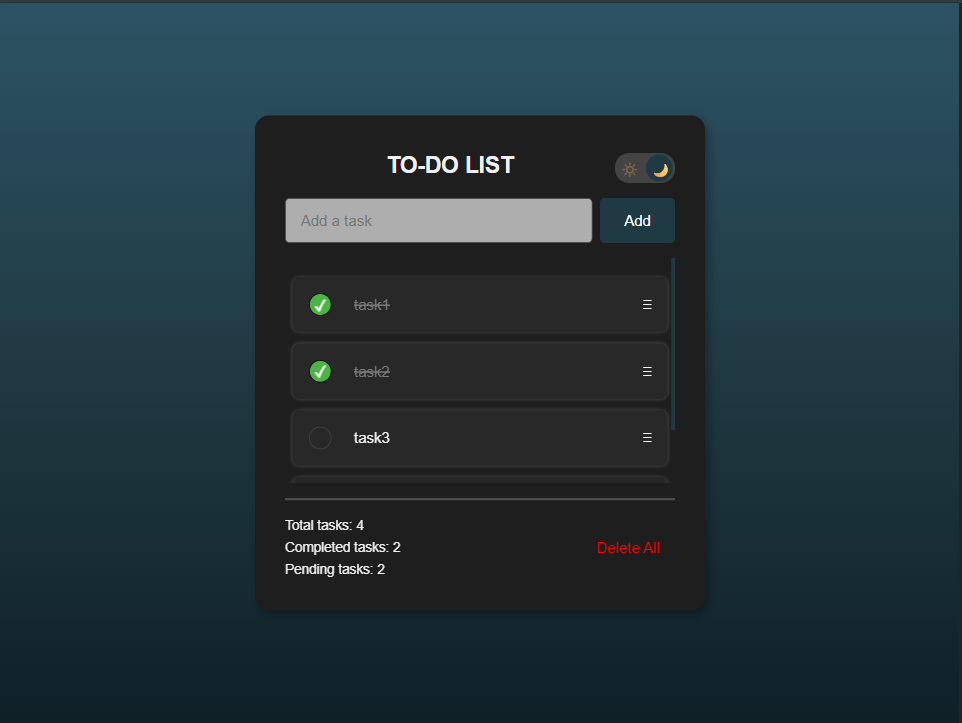 TO-DO LIST
Add a task
Add
task1
task2
task3
Total tasks: 4
Completed tasks: 2
Delete All
Pending tasks: 2